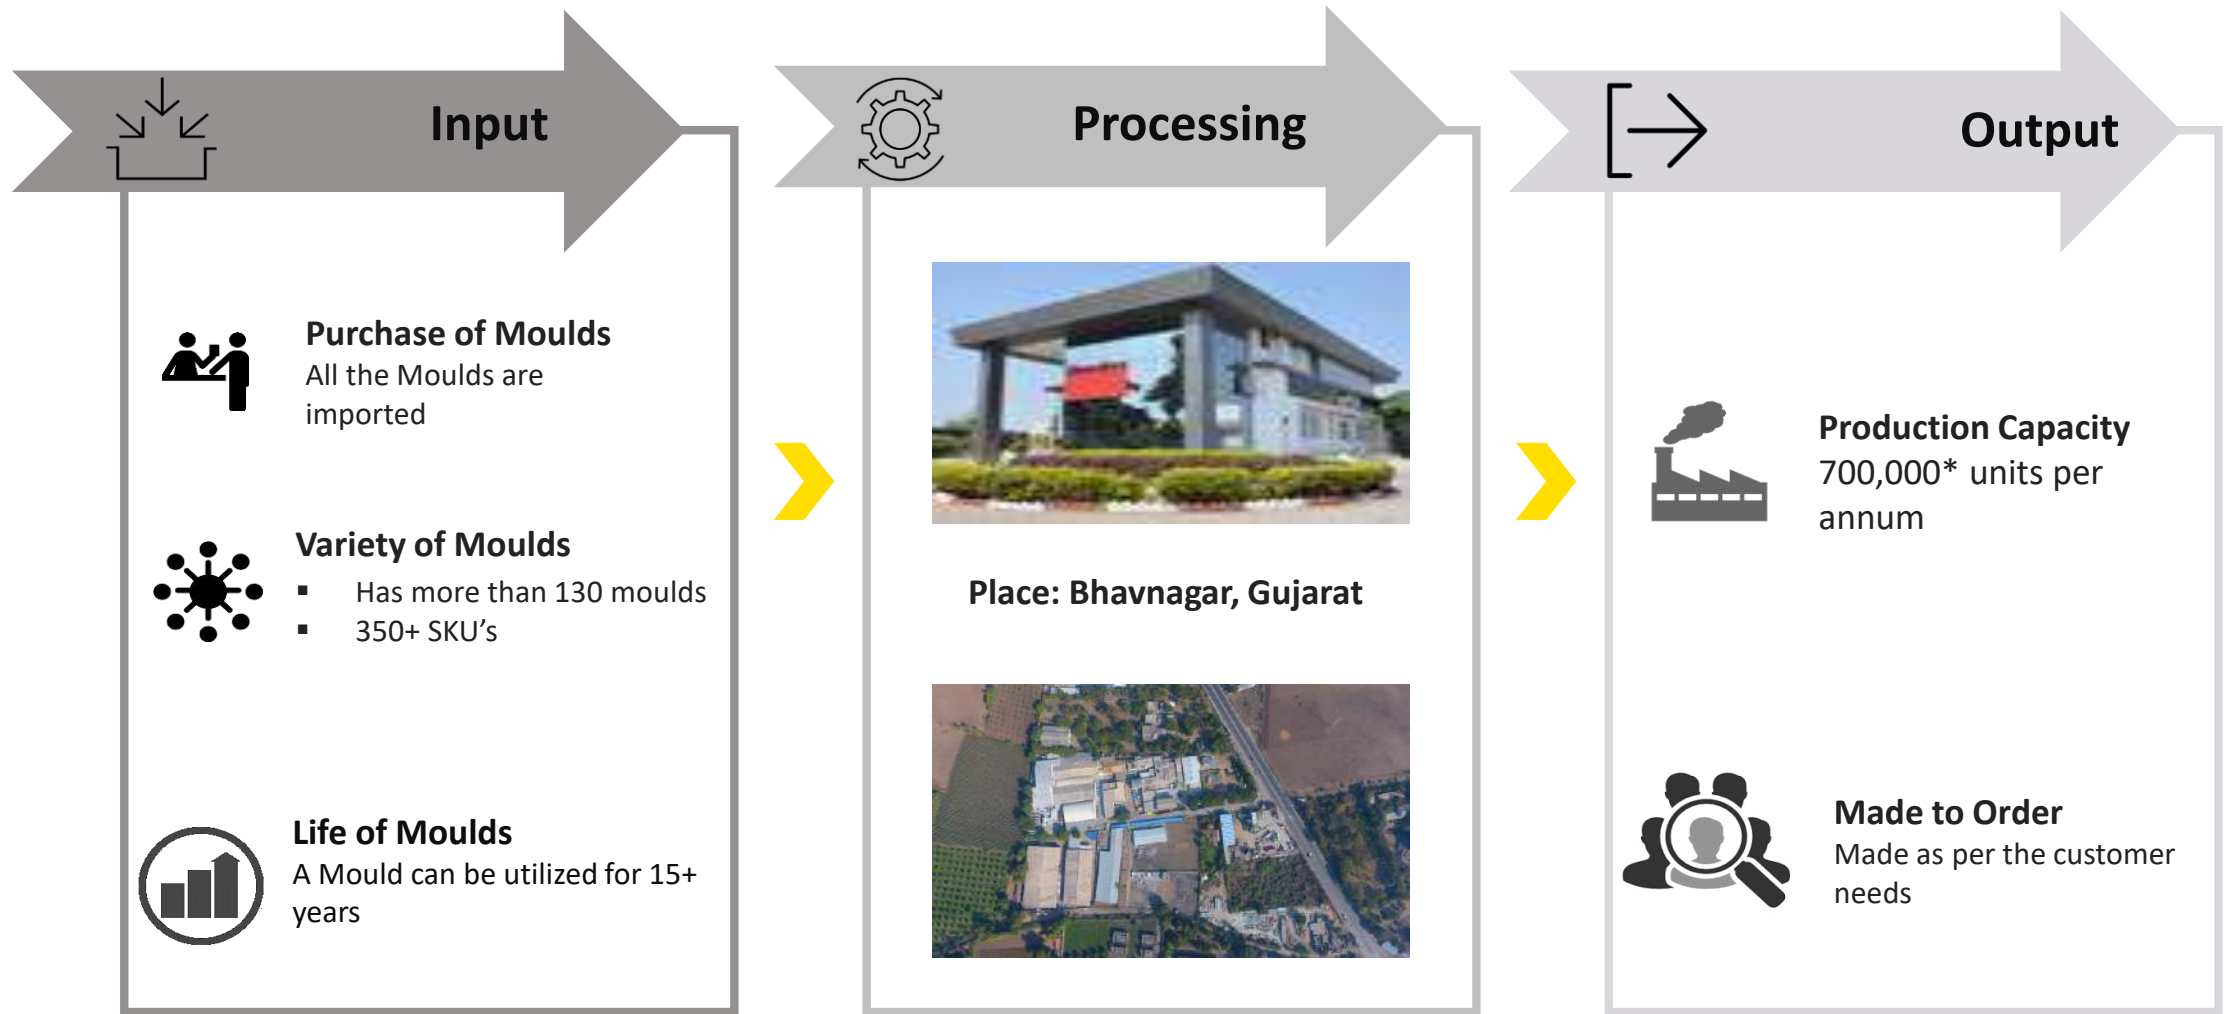 Input
Purchase of Moulds
All the Moulds are
imported
Variety of Moulds
▪ Has more than 130 moulds
▪ 350+ SKU’s
Life of Moulds
A Mould can be utilized for 15+
years
Processing
Place: Bhavnagar, Gujarat
Output
Production Capacity
700,000* units per
annum
Made to Order
Made as per the customer
needs